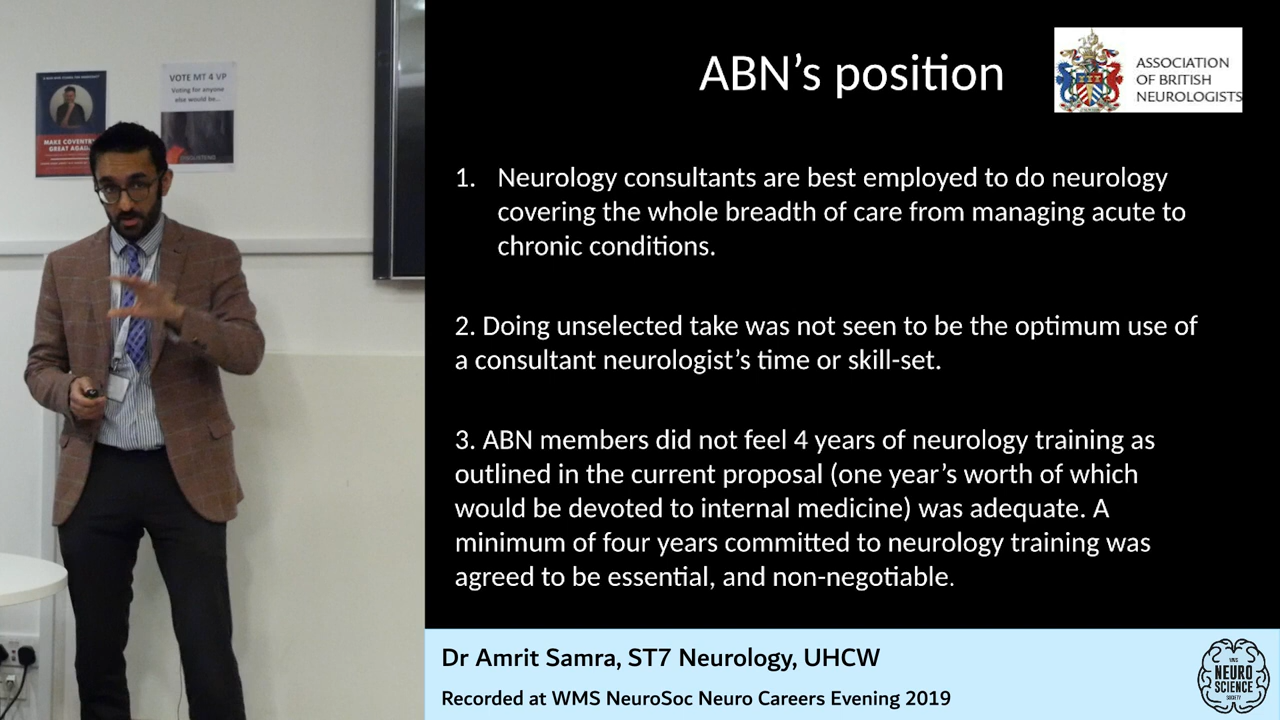 VOTE MT 4 VP
Voting for anyone
else would be...
MAKE COVENTRY
GREAT AGAIN
ABN’s position
ASSOCIATION
OF BRITISH
NEUROLOGISTS
1. Neurology consultants are best employed to do neurology
covering the whole breadth of care from managing acute to
chronic conditions.
2. Doing unselected take was not seen to be the optimum use of
a consultant neurologist’s time or skill-set.
3. ABN members did not feel 4 years of neurology training as
outlined in the current proposal (one year’s worth of which
would be devoted to internal medicine) was adequate. A
minimum of four years committed to neurology training was
agreed to be essential, and non-negotiable.
Dr Amrit Samra, ST7 Neurology, UHCW
Recorded at WMS NeuroSoc Neuro Careers Evening 2019
WMS
NEURO
SCIENCE
SOCIETY